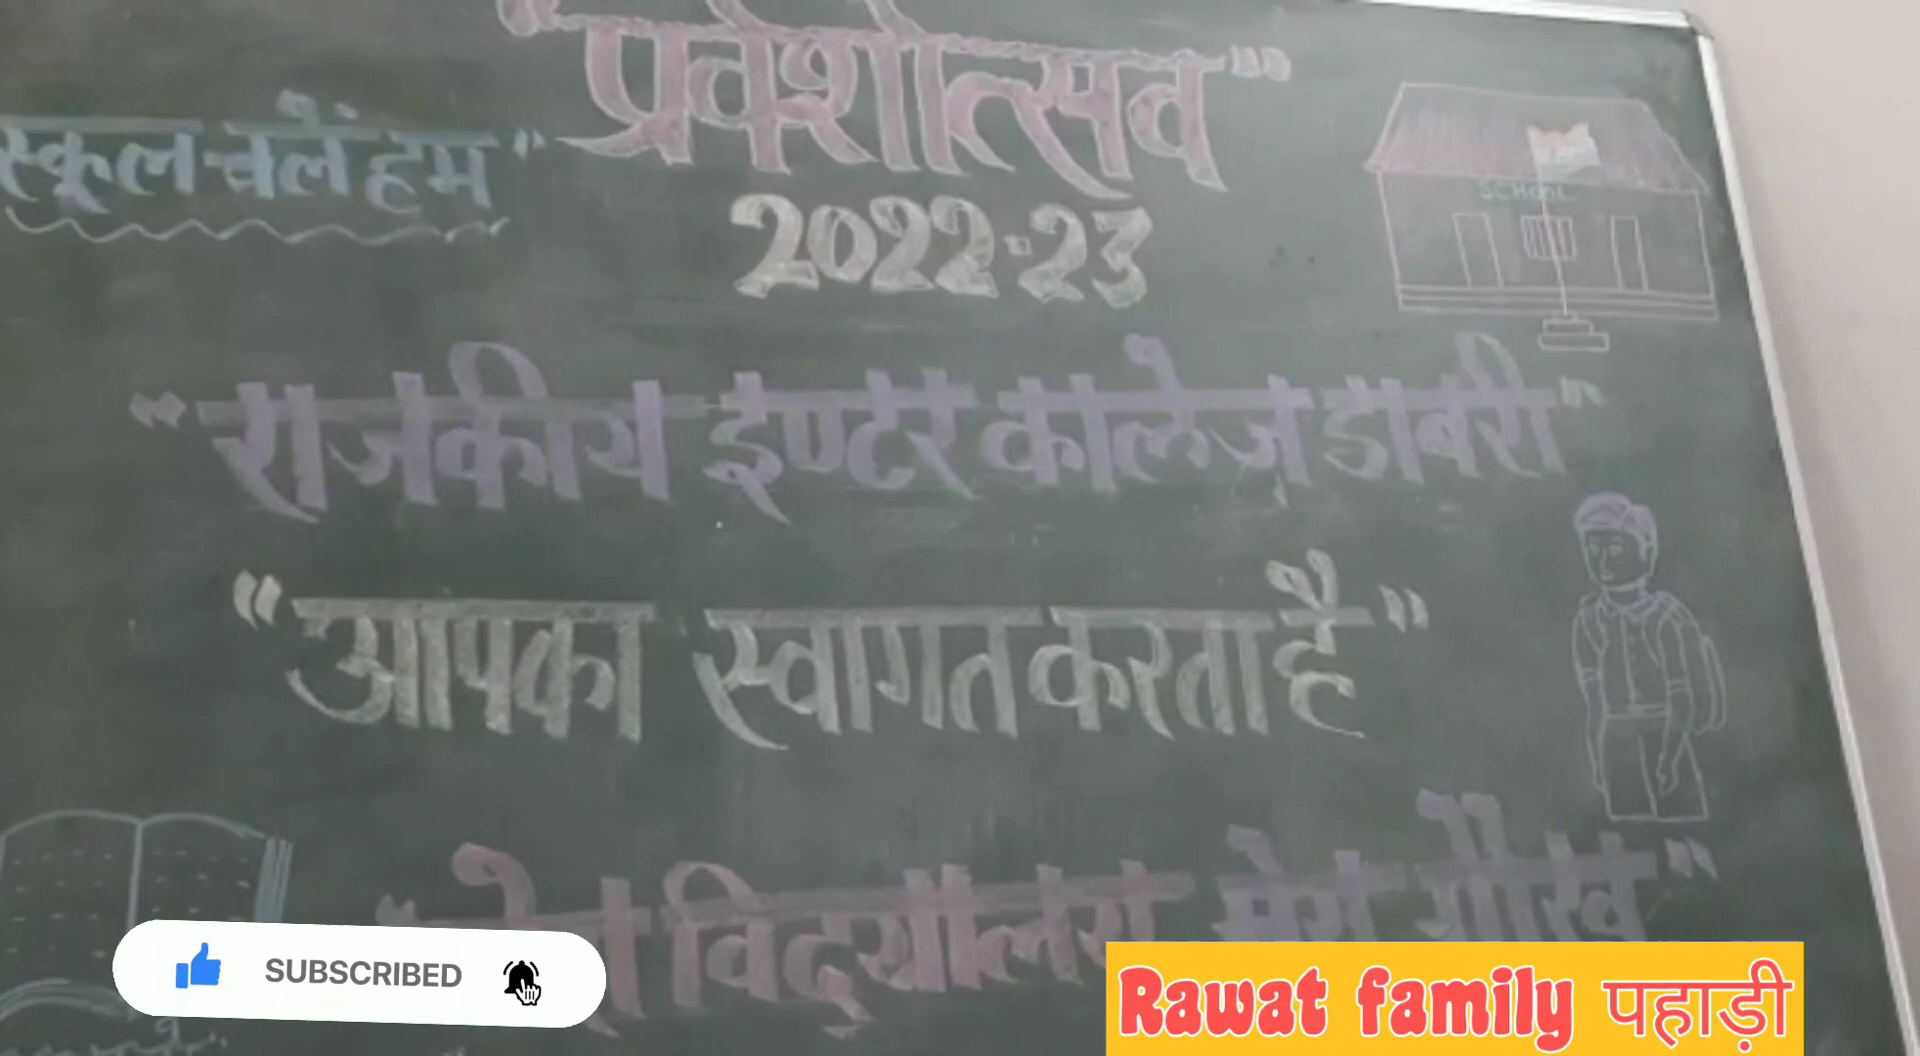 "प्रवेशोत्सव"
स्कूल चलें हम"
2022-23
SCHOOL
"राजकीय इण्टर कालेज डाबरी"
"आपका स्वागत करता है"
"मेरा विद्यालय मेरा गौरव"
SUBSCRIBED
Rawat family पहाड़ी